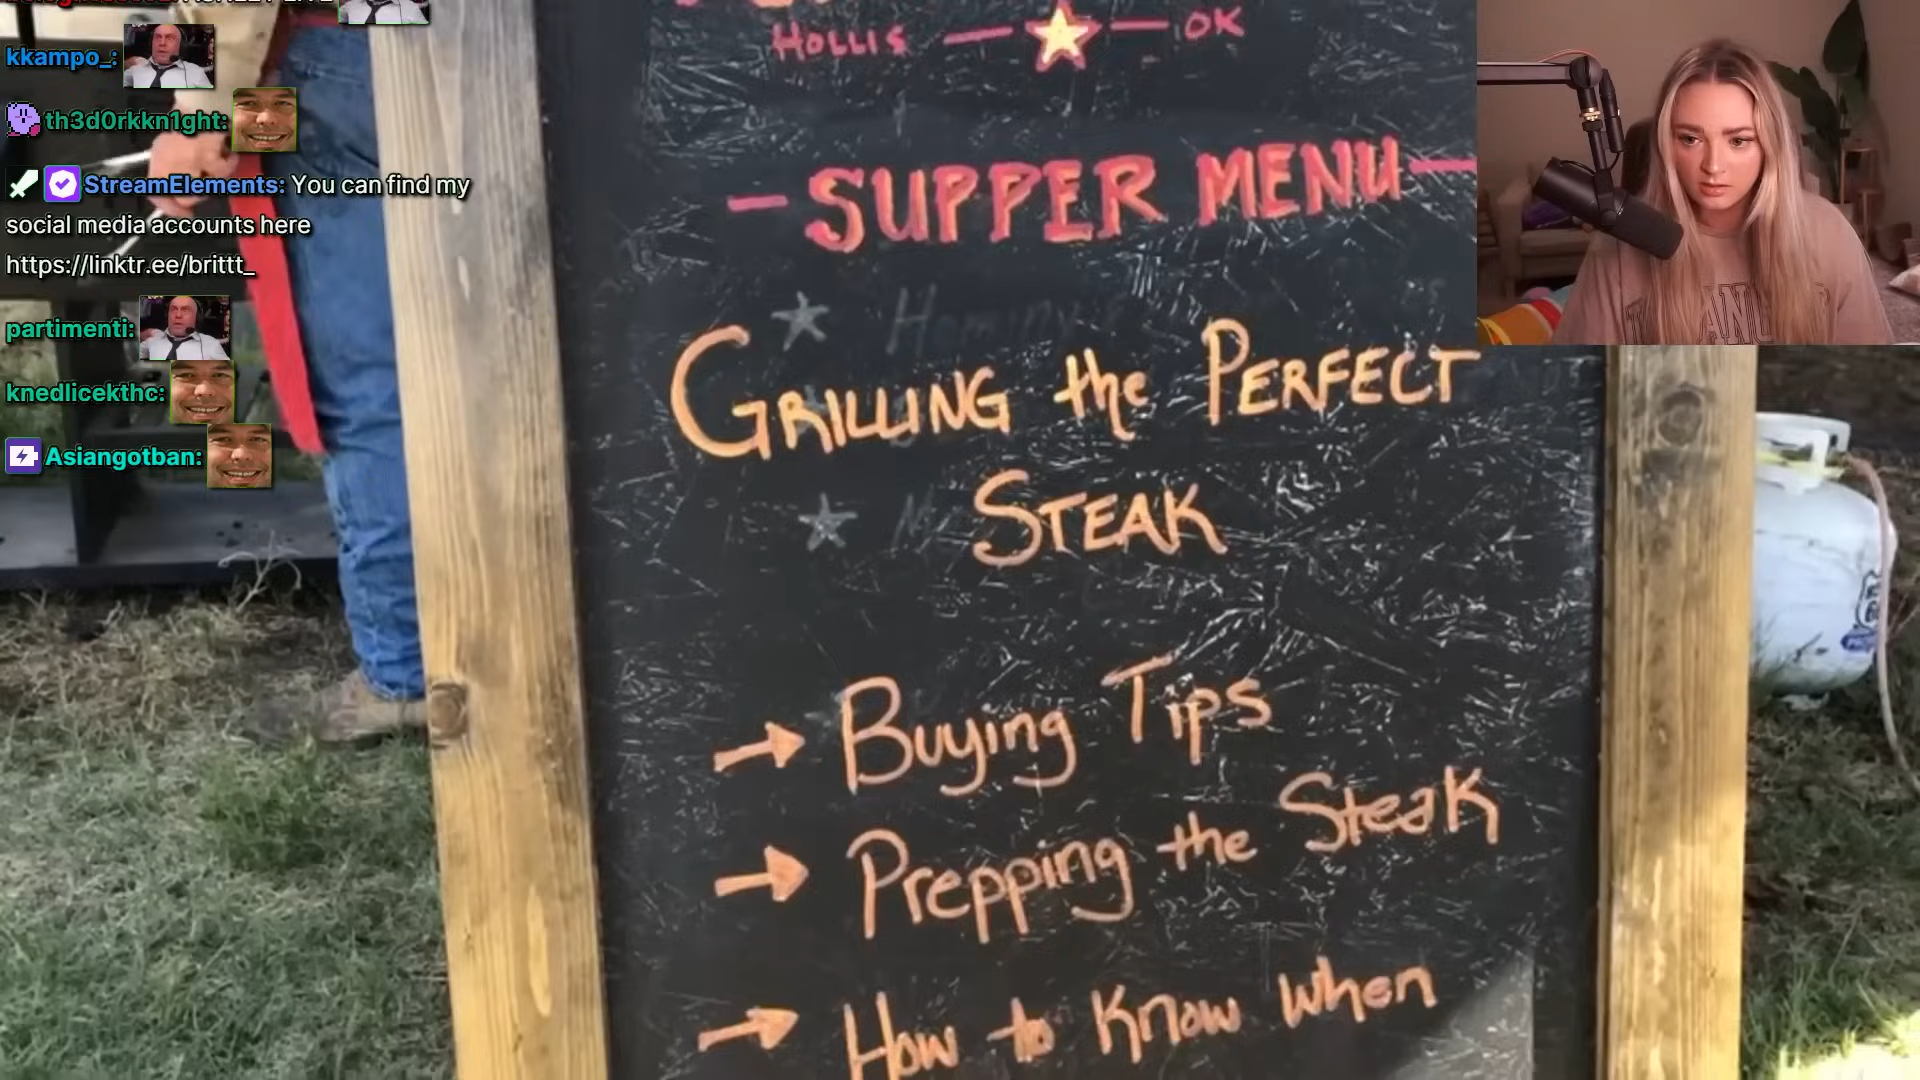 kkampo_:
th3d0rkkn1ght:
StreamElements: You can find my
social media accounts here
https://linktr.ee/brittt_
partimenti:
knedlicekthc:
Asiangotban:
HOLLIS — OK
- SUPPER MENU -
GRILLING the PERFECT
STEAK
→ Buying Tips
→ Prepping the Steak
→ How to Know When